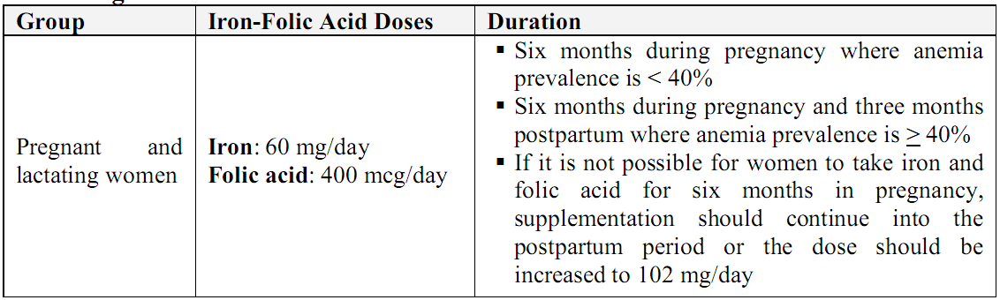 Group Iron-Folic Acid Doses Duration
▪ Six months during pregnancy where anemia
prevalence is < 40%
▪ Six months during pregnancy and three months
postpartum where anemia prevalence is ≥ 40%
▪ If it is not possible for women to take iron and
folic acid for six months in pregnancy,
supplementation should continue into the
postpartum period or the dose should be
increased to 102 mg/day
Pregnant and
lactating women
Iron: 60 mg/day
Folic acid: 400 mcg/day